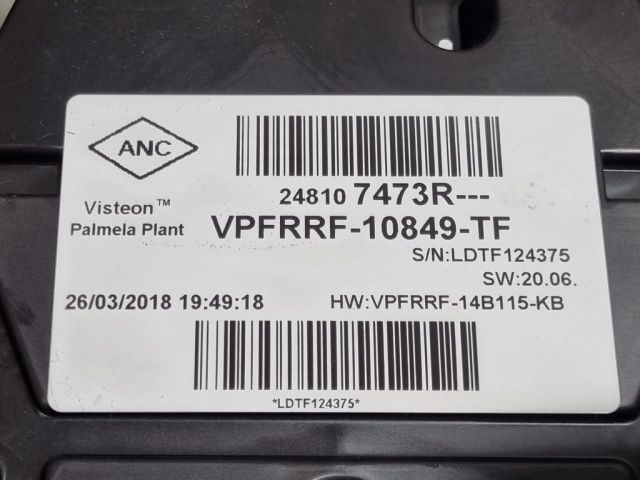 ANC
24810 7473R---
Visteon™
Palmela Plant
VPFRRF-10849-TF
S/N:LDTF124375
SW:20.06.
26/03/2018 19:49:18
HW:VPFRRF-14B115-KB
*LDTF124375*